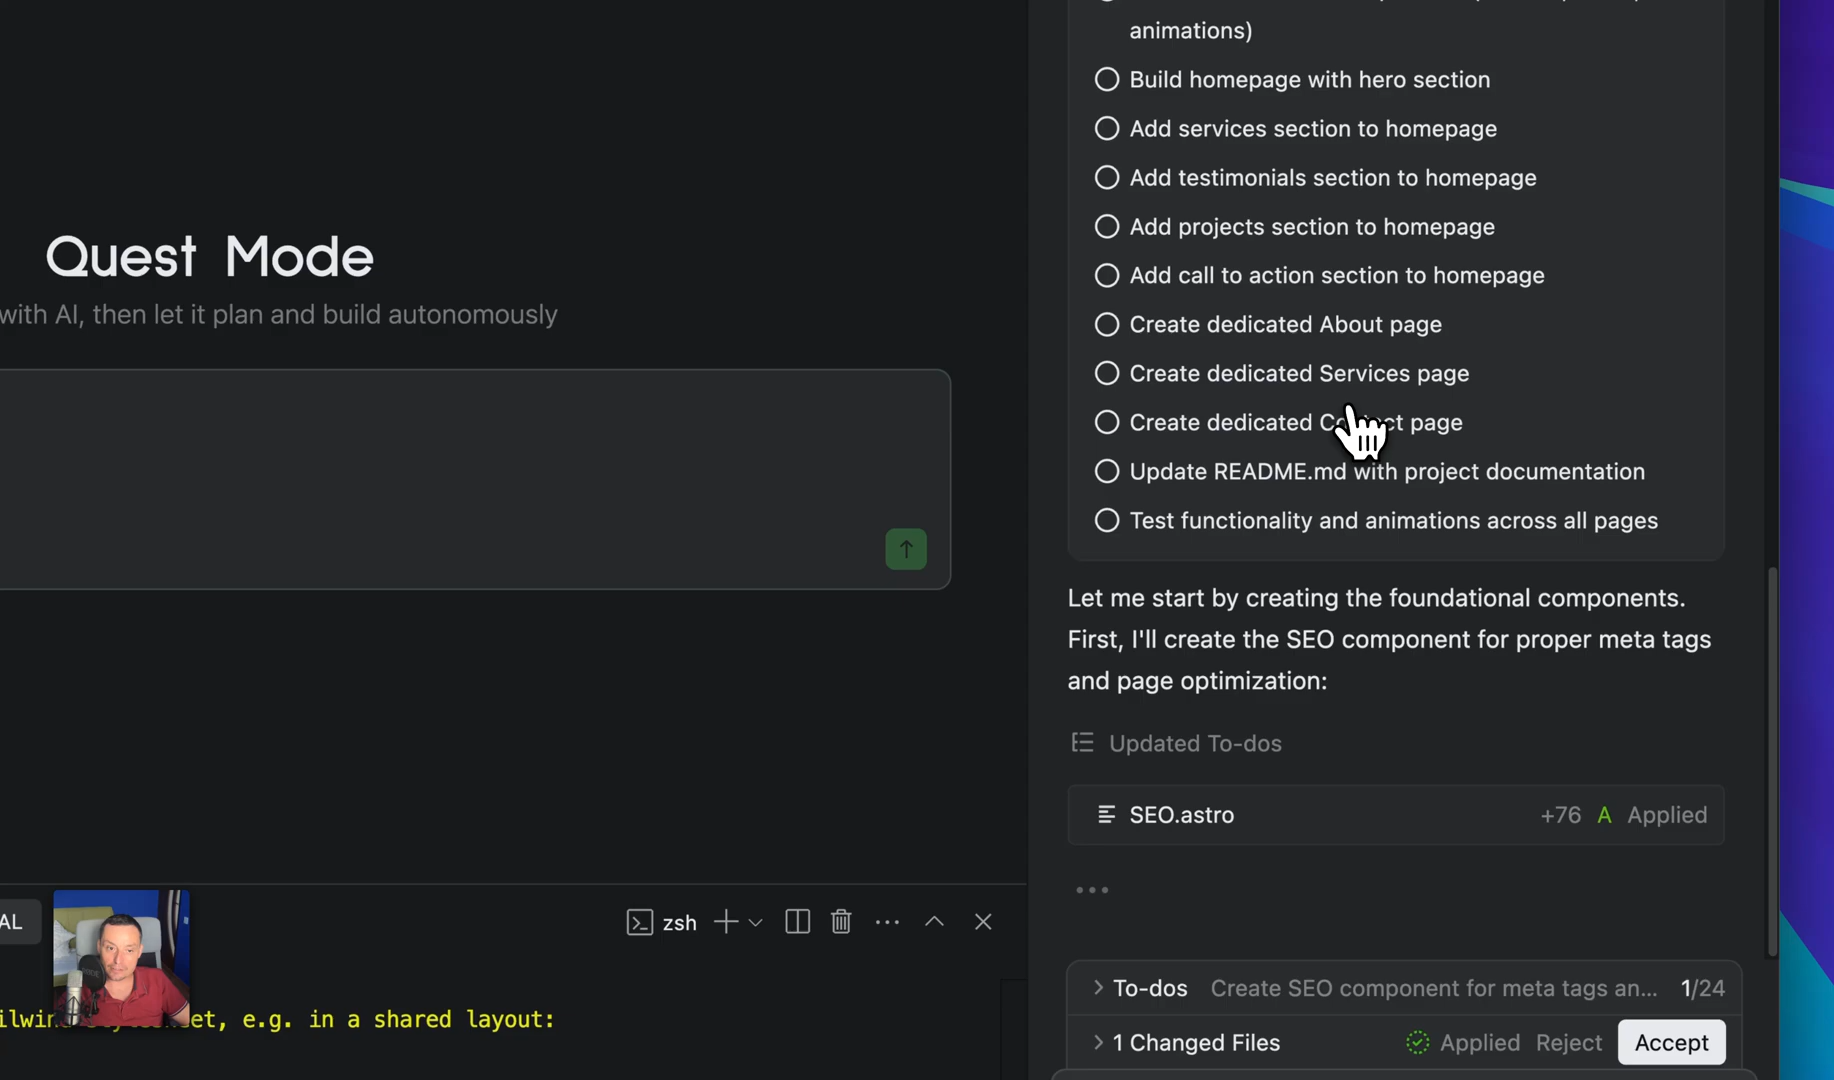 Quest Mode
with AI, then let it plan and build autonomously
AL
zsh
et, e.g. in a shared layout:
animations)
Build homepage with hero section
Add services section to homepage
Add testimonials section to homepage
Add projects section to homepage
Add call to action section to homepage
Create dedicated About page
Create dedicated Services page
Create dedicated page
Update README.md with project documentation
Test functionality and animations across all pages
Let me start by creating the foundational components.
First, I'll create the SEO component for proper meta tags
and page optimization:
Updated To-dos
SEO.astro +76 A Applied
To-dos Create SEO component for meta tags an... 1/24
1 Changed Files Applied Reject Accept